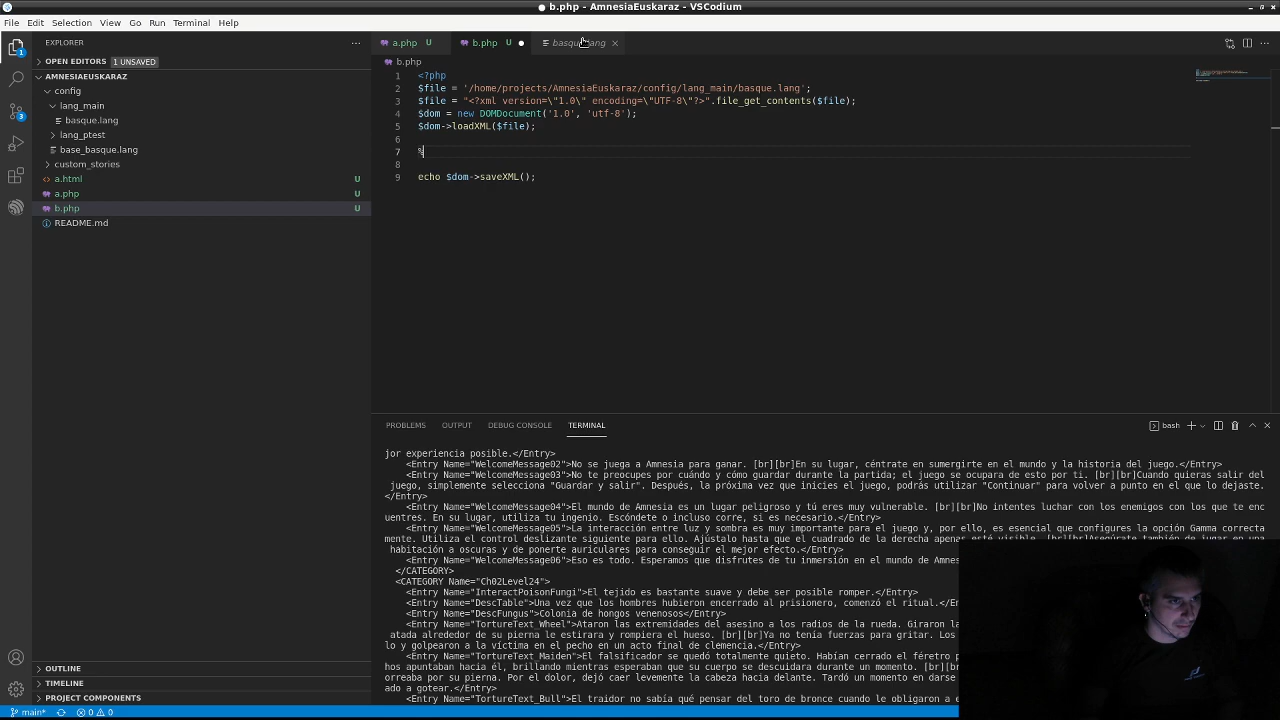 ● b.php - AmnesiaEuskaraz - VSCodium
File Edit Selection View Go Run Terminal Help
EXPLORER
OPEN EDITORS 1 UNSAVED
AMNESIAEUSKARAZ
config
lang_main
basque.lang
lang_ptest
base_basque.lang
custom_stories
a.html U
a.php U
b.php U
README.md
OUTLINE
TIMELINE
PROJECT COMPONENTS
main* 0 0
1
3
a.php U b.php U ● basque.lang
b.php
1 <?php
2 $file = '/home/projects/AmnesiaEuskaraz/config/lang_main/basque.lang';
3 $file = "<?xml version=\"1.0\" encoding=\"UTF-8\"?>".file_get_contents($file);
4 $dom = new DOMDocument('1.0', 'utf-8');
5 $dom->loadXML($file);
6
7
8
9 echo $dom->saveXML();
PROBLEMS OUTPUT DEBUG CONSOLE TERMINAL bash
jor experiencia posible.</Entry>
<Entry Name="WelcomeMessage02">No se juega a Amnesia para ganar. [br][br]En su lugar, céntrate en sumergirte en el mundo y la historia del juego.</Entry>
<Entry Name="WelcomeMessage03">No te preocupes por cuándo y cómo guardar durante la partida; el juego se ocupara de esto por ti. [br][br]Cuando quieras salir del
juego, simplemente selecciona "Guardar y salir". Después, la próxima vez que inicies el juego, podrás utilizar "Continuar" para volver a punto en el que lo dejaste.
</Entry>
<Entry Name="WelcomeMessage04">El mundo de Amnesia es un lugar peligroso y tú eres muy vulnerable. [br][br]No intentes luchar con los enemigos con los que te enc
uentres. En su lugar, utiliza tu ingenio. Escóndete o incluso corre, si es necesario.</Entry>
<Entry Name="WelcomeMessage05">La interacción entre luz y sombra es muy importante para el juego y, por ello, es esencial que configures la opción Gamma correcta
mente. Utiliza el control deslizante siguiente para ello. Ajústalo hasta que el cuadrado de la derecha apenas esté visible. [br][br]Asegúrate también de jugar en una
habitación a oscuras y de ponerte auriculares para conseguir el mejor efecto.</Entry>
<Entry Name="WelcomeMessage06">Eso es todo. Esperamos que disfrutes de tu inmersión en el mundo de
</CATEGORY>
<CATEGORY Name="Ch02Level24">
<Entry Name="InteractPoisonFungi">El tejido es bastante suave y debe ser posible romper.</Entry>
<Entry Name="DescTable">Una vez que los hombres hubieron encerrado al prisionero, comenzó el ritual.
<Entry Name="DescFungus">Colonia de hongos venenosos</Entry>
<Entry Name="TortureText_Wheel">Ataron las extremidades del asesino a los radios de la rueda. Giraron
atada alrededor de su pierna le estirara y rompiera el hueso. [br][br]Ya no tenía fuerzas para gritar. Los
lo y golpearon a la víctima en el pecho en un acto final de clemencia.</Entry>
<Entry Name="TortureText_Maiden">El falsificador se quedó totalmente quieto. Habían cerrado el féretro
hos apuntaban hacia él, brillando mientras esperaban que su cuerpo se descuidara durante un momento.
orreaba por su pierna. Por el dolor, dejó caer levemente la cabeza hacia delante. Tardó un momento en darse
ado a gotear.</Entry>
<Entry Name="TortureText_Bull">El traidor no sabía qué pensar del toro de bronce cuando le obligaron a